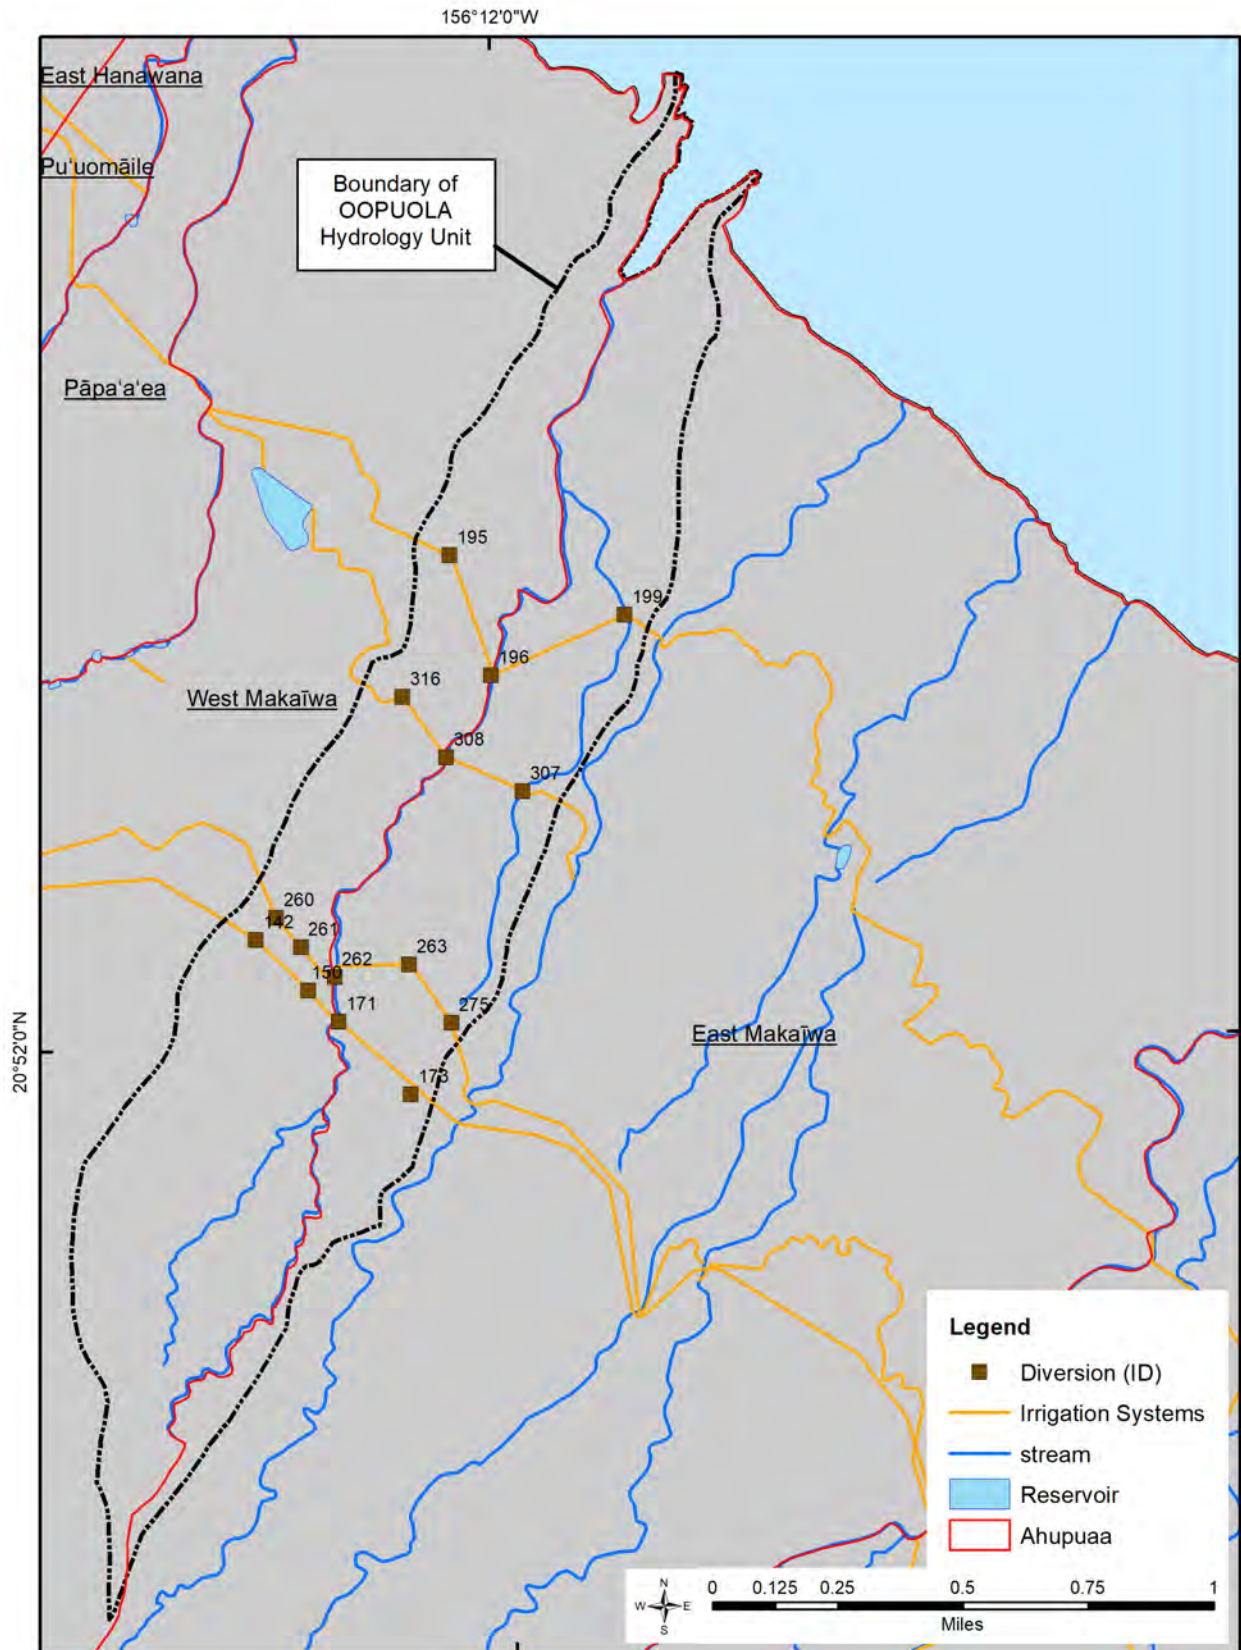 156°12'0"W
East Hanawana
Pu‘uomāile
Boundary of
OOPUOLA
Hydrology Unit
Pāpa‘a‘ea
195
199
196
316
West Makaīwa
308
307
260
142
261
263
262
150
171
275
East Makaīwa
20°52'0"N
173
Legend
Diversion (ID)
Irrigation Systems
stream
Reservoir
Ahupuaa
N
W E
S
0 0.125 0.25 0.5 0.75 1
Miles